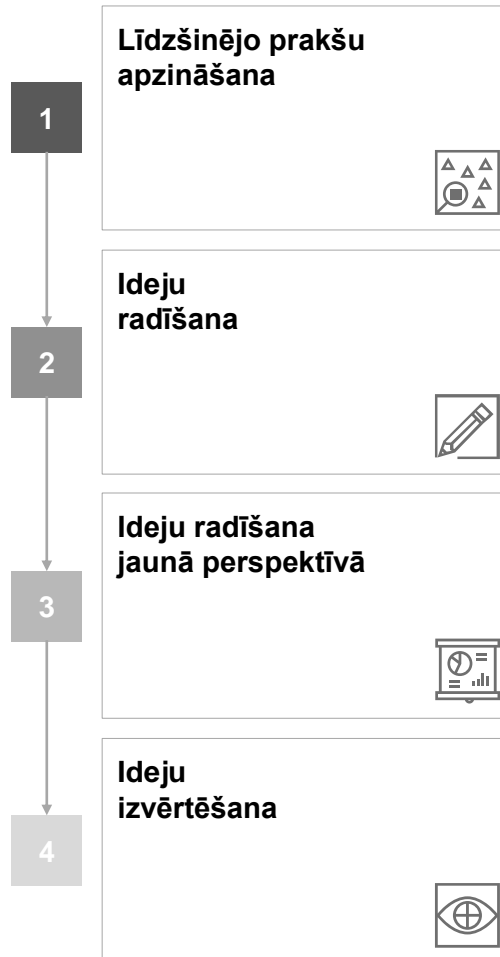 1
Līdzšinējo prakšu
apzināšana
2
Ideju
radīšana
3
Ideju radīšana
jaunā perspektīvā
4
Ideju
izvērtēšana